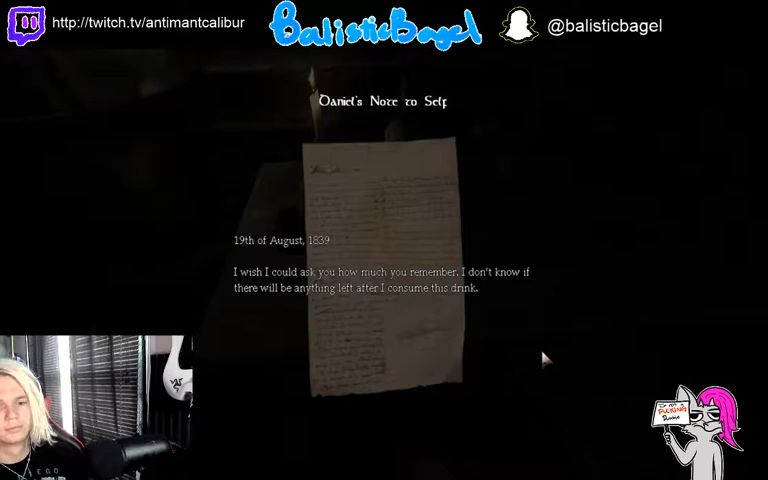 http://twitch.tv/antimantcalibur
BalisticBagel
@balisticbagel
Daniel's Note to Self
19th of August, 1839
I wish I could ask you how much you remember. I don't know if
there will be anything left after I consume this drink.
FUCKING